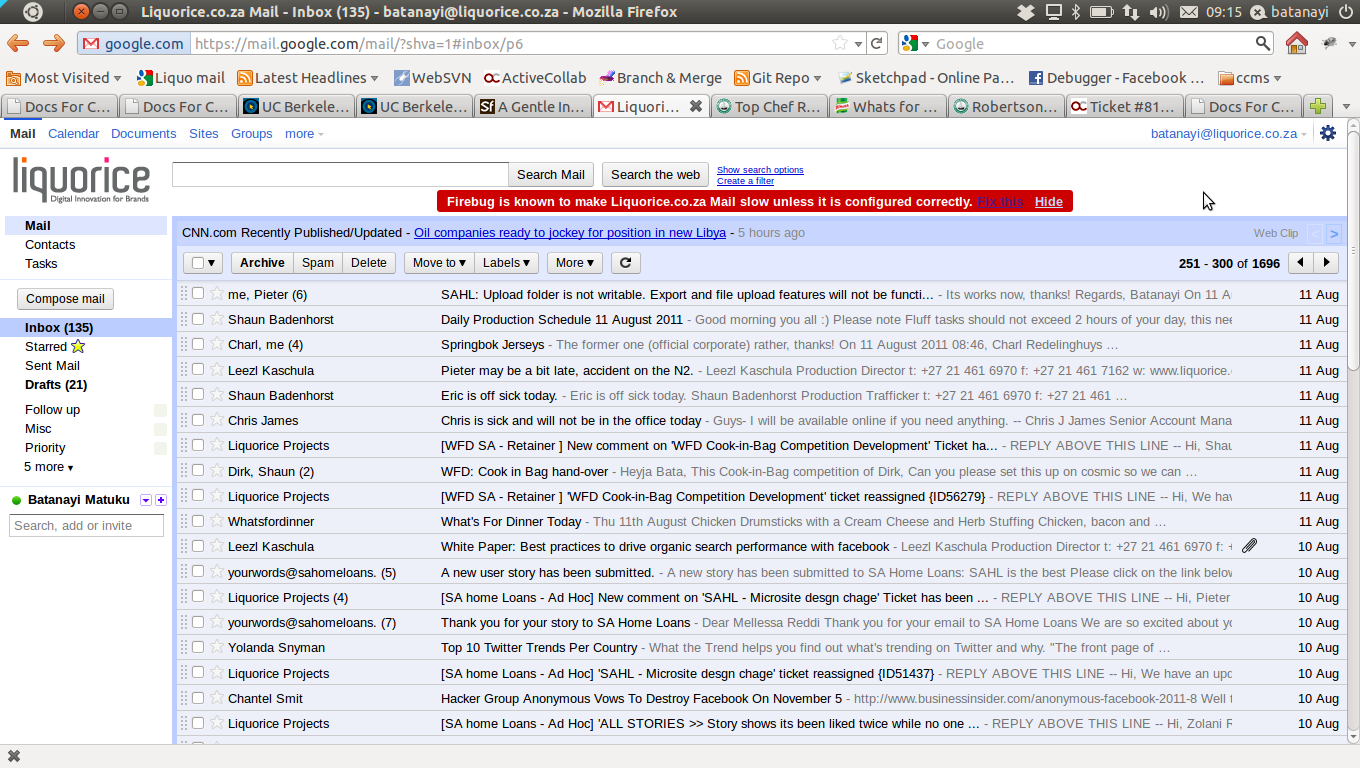 Liquorice.co.za Mail - Inbox (135) - batanayi@liquorice.co.za - Mozilla Firefox 09:15 batanayi
google.com https://mail.google.com/mail/?shva=1#inbox/p6 Google
Most Visited Liquo mail Latest Headlines WebSVN ActiveCollab Branch & Merge Git Repo Sketchpad - Online Pa... Debugger - Facebook ... ccms
Docs For C... Docs For C... UC Berkele... UC Berkele... A Gentle In... Liquori... Top Chef R... Whats for ... Robertson... Ticket #81... Docs For C...
Mail Calendar Documents Sites Groups more batanayi@liquorice.co.za
liquorice
Digital Innovation for Brands
Search Mail Search the web Show search options
Create a filter
Firebug is known to make Liquorice.co.za Mail slow unless it is configured correctly. Fix this Hide
Mail
Contacts
Tasks
Compose mail
Inbox (135)
Starred
Sent Mail
Drafts (21)
Follow up
Misc
Priority
5 more
Batanayi Matuku
Search, add or invite
CNN.com Recently Published/Updated - Oil companies ready to jockey for position in new Libya - 5 hours ago Web Clip < >
Archive Spam Delete Move to Labels More 251 - 300 of 1696
me, Pieter (6) SAHL: Upload folder is not writable. Export and file upload features will not be functi... - Its works now, thanks! Regards, Batanayi On 11 A 11 Aug
Shaun Badenhorst Daily Production Schedule 11 August 2011 - Good morning you all :) Please note Fluff tasks should not exceed 2 hours of your day, this nee 11 Aug
Charl, me (4) Springbok Jerseys - The former one (official corporate) rather, thanks! On 11 August 2011 08:46, Charl Redelinghuys ... 11 Aug
Leezl Kaschula Pieter may be a bit late, accident on the N2. - Leezl Kaschula Production Director t: +27 21 461 6970 f: +27 21 461 7162 w: www.liquorice. 11 Aug
Shaun Badenhorst Eric is off sick today. - Eric is off sick today. Shaun Badenhorst Production Trafficker t: +27 21 461 6970 f: +27 21 461 ... 11 Aug
Chris James Chris is sick and will not be in the office today - Guys- I will be available online if you need anything. -- Chris J James Senior Account Mana 11 Aug
Liquorice Projects [WFD SA - Retainer ] New comment on 'WFD Cook-in-Bag Competition Development' Ticket ha... - REPLY ABOVE THIS LINE -- Hi, Shau 11 Aug
Dirk, Shaun (2) WFD: Cook in Bag hand-over - Heyja Bata, This Cook-in-Bag competition of Dirk, Can you please set this up on cosmic so we can ... 11 Aug
Liquorice Projects [WFD SA - Retainer ] 'WFD Cook-in-Bag Competition Development' ticket reassigned {ID56279} - REPLY ABOVE THIS LINE -- Hi, We hav 11 Aug
Whatsfordinner What's For Dinner Today - Thu 11th August Chicken Drumsticks with a Cream Cheese and Herb Stuffing Chicken, bacon and ... 11 Aug
Leezl Kaschula White Paper: Best practices to drive organic search performance with facebook - Leezl Kaschula Production Director t: +27 21 461 6970 f: + 10 Aug
yourwords@sahomeloans. (5) A new user story has been submitted. - A new story has been submitted to SA Home Loans: SAHL is the best Please click on the link below 10 Aug
Liquorice Projects (4) [SA home Loans - Ad Hoc] New comment on 'SAHL - Microsite desgn chage' Ticket has been ... - REPLY ABOVE THIS LINE -- Hi, Pieter 10 Aug
yourwords@sahomeloans. (7) Thank you for your story to SA Home Loans - Dear Mellessa Reddi Thank you for your email to SA Home Loans We are so excited about yo 10 Aug
Yolanda Snyman Top 10 Twitter Trends Per Country - What the Trend helps you find out what's trending on Twitter and why. "The front page of ... 10 Aug
Liquorice Projects [SA home Loans - Ad Hoc] 'SAHL - Microsite desgn chage' ticket reassigned {ID51437} - REPLY ABOVE THIS LINE -- Hi, We have an upd 10 Aug
Chantel Smit Hacker Group Anonymous Vows To Destroy Facebook On November 5 - http://www.businessinsider.com/anonymous-facebook-2011-8 Well t 10 Aug
Liquorice Projects [SA home Loans - Ad Hoc] 'ALL STORIES >> Story shows its been liked twice while no one ... - REPLY ABOVE THIS LINE -- Hi, Zolani R 10 Aug